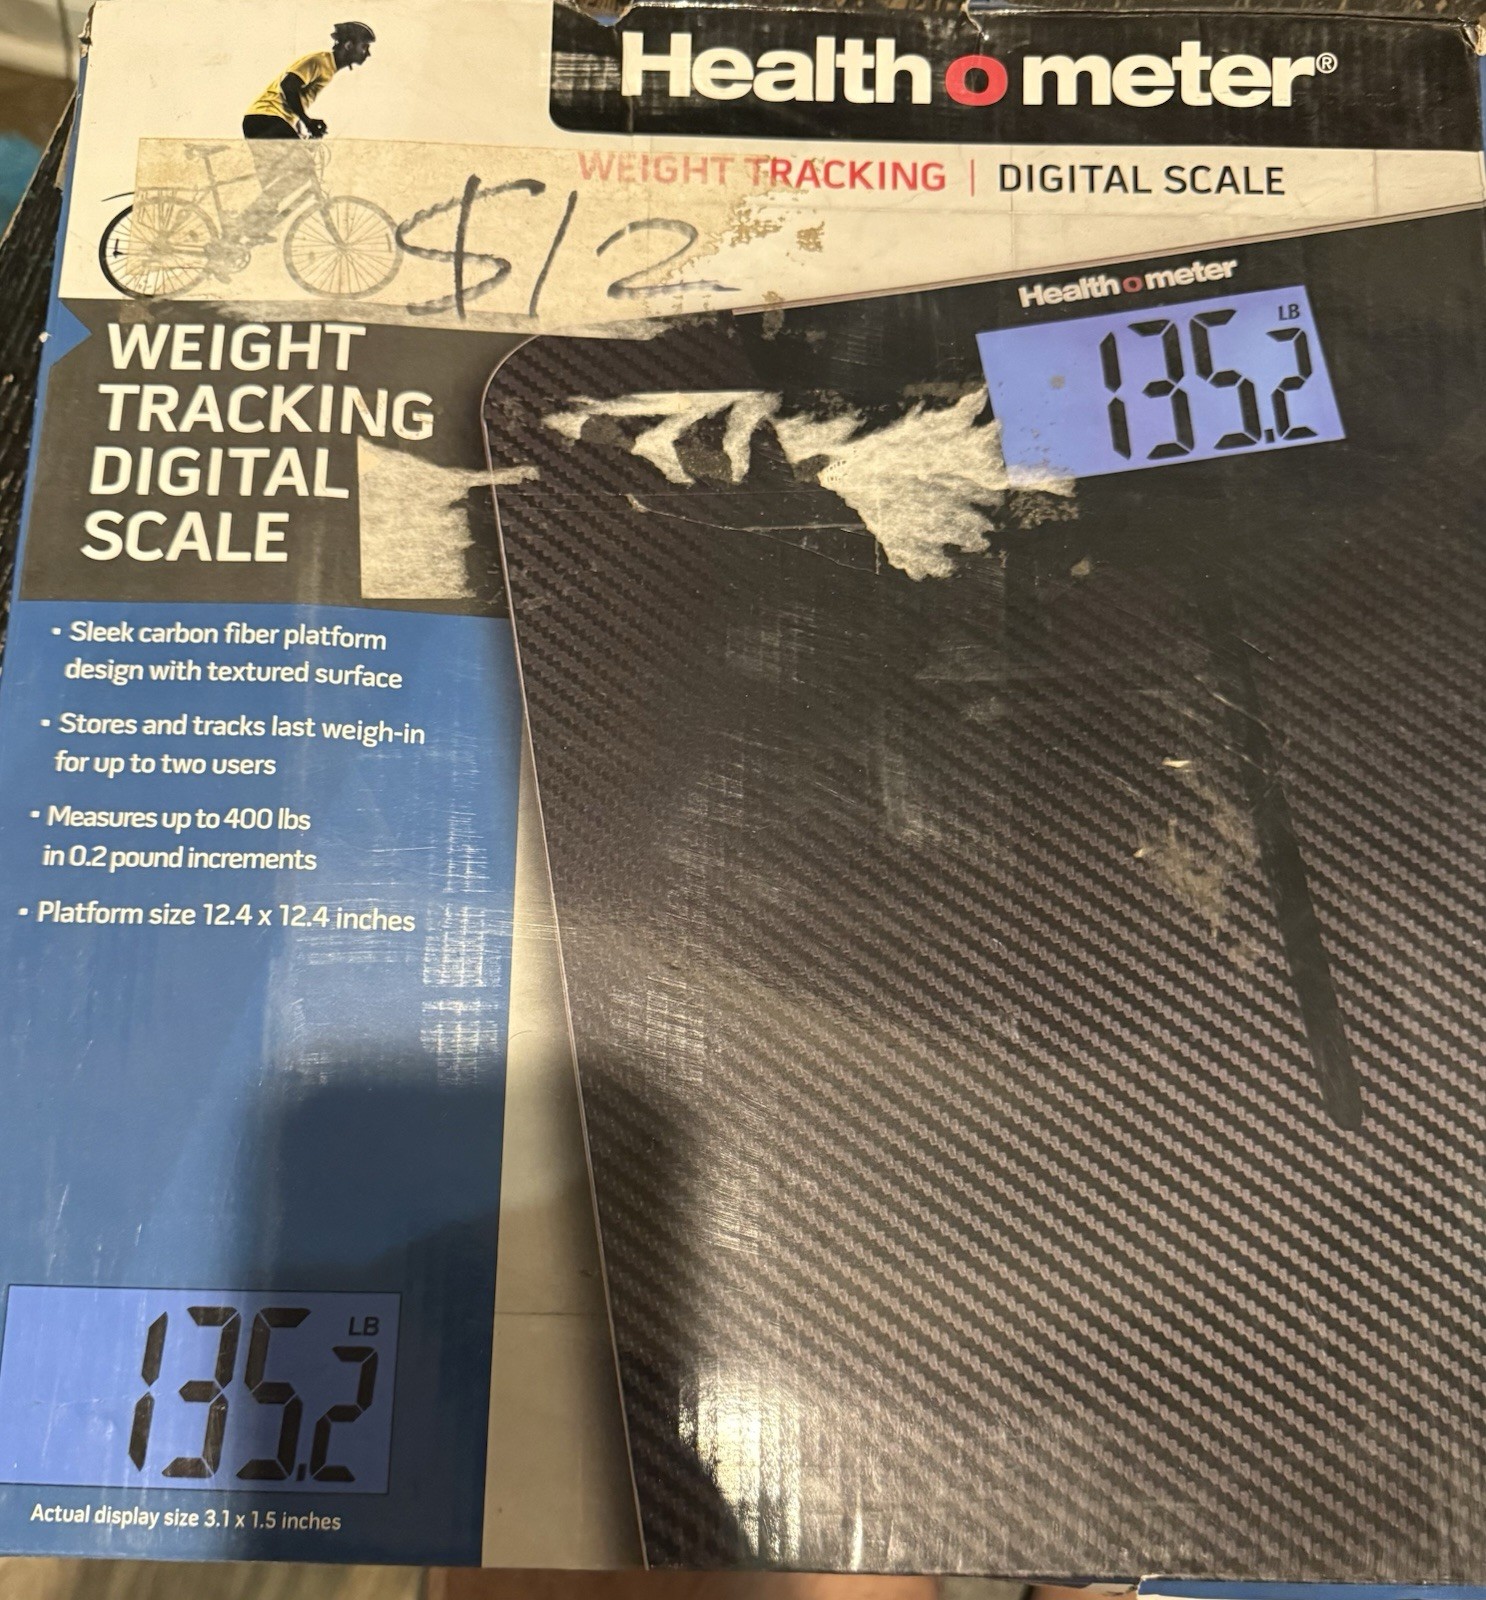 Health o meter®
WEIGHT TRACKING | DIGITAL SCALE
$12
Health o meter
135.2 LB
WEIGHT
TRACKING
DIGITAL
SCALE
• Sleek carbon fiber platform
design with textured surface
• Stores and tracks last weigh-in
for up to two users
• Measures up to 400 lbs
in 0.2 pound increments
• Platform size 12.4 x 12.4 inches
135.2 LB
Actual display size 3.1 x 1.5 inches